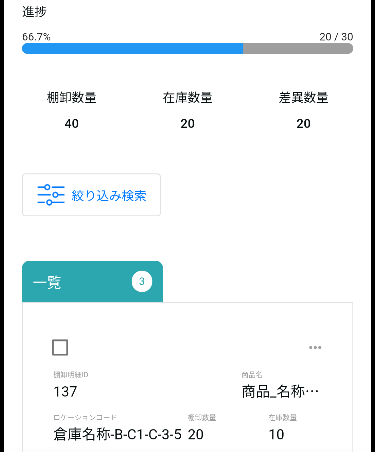 進捗
66.7% 20 / 30
棚卸数量 在庫数量 差異数量
40 20 20
絞り込み検索
一覧 3
棚卸明細ID 商品名
137 商品_名称…
ロケーションコード 棚卸数量 在庫数量
倉庫名称-B-C1-C-3-5 20 10